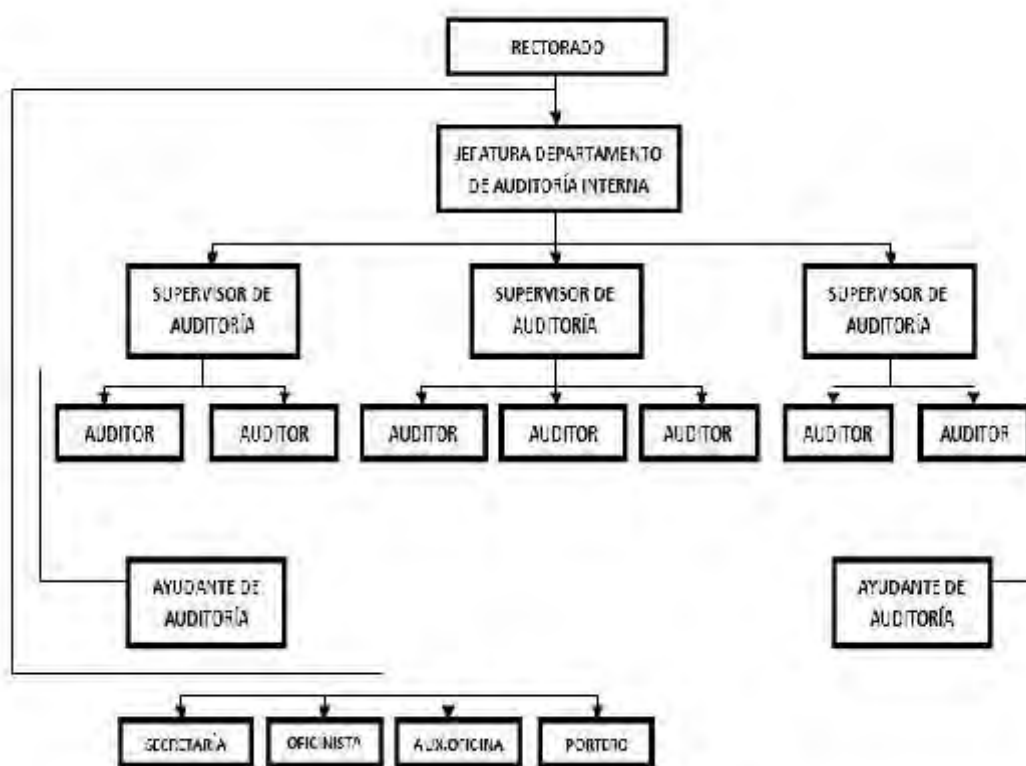 RECTORADO
JEFATURA DEPARTAMENTO
DE AUDITORÍA INTERNA
SUPERVISOR DE
AUDITORÍA
SUPERVISOR DE
AUDITORÍA
SUPERVISOR DE
AUDITORÍA
AUDITOR
AUDITOR
AUDITOR
AUDITOR
AUDITOR
AUDITOR
AUDITOR
AYUDANTE DE
AUDITORÍA
AYUDANTE DE
AUDITORÍA
SECRETARÍA
OFICINISTA
AUX.OFICINA
PORTERO